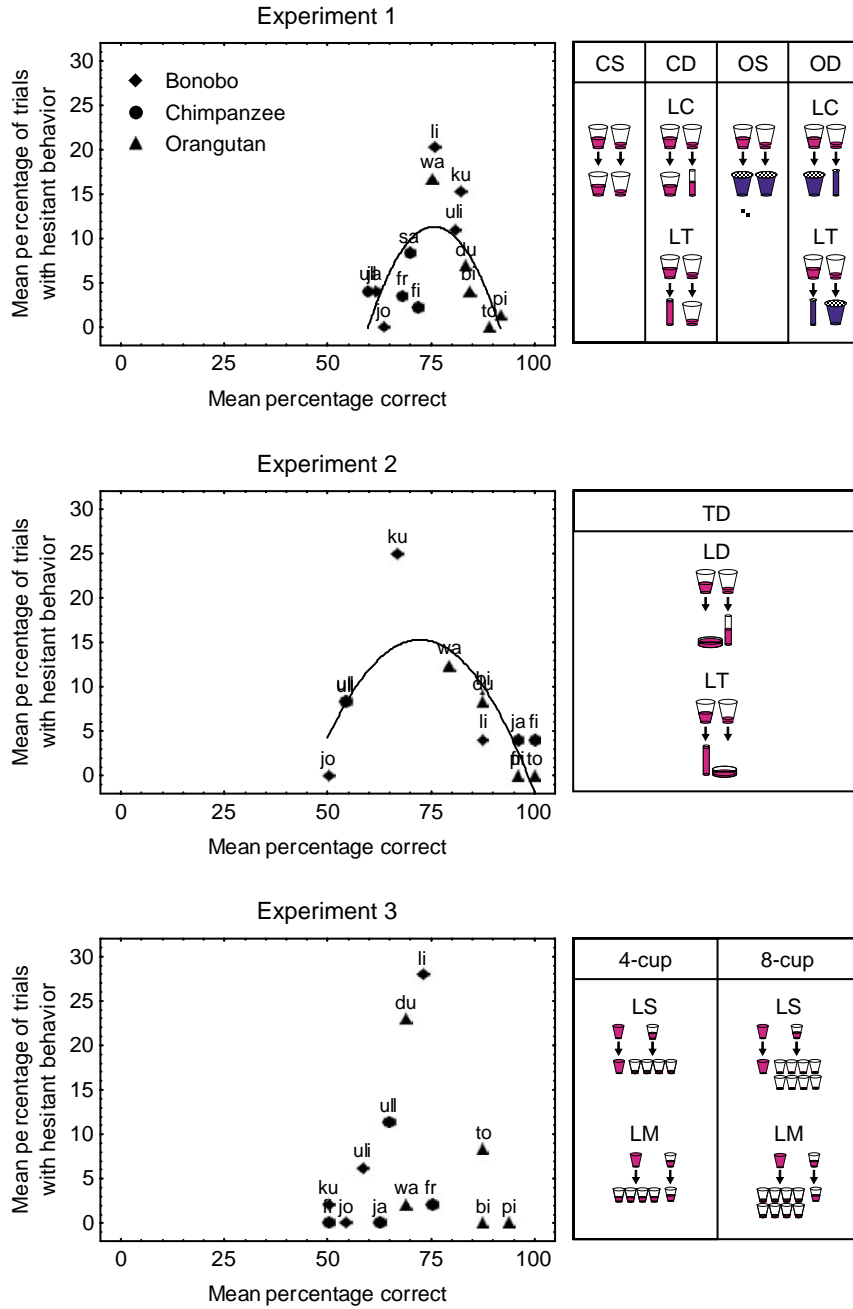 Experiment 1
Mean percentage of trials
with hesitant behavior
30
25
20
15
10
5
0
Bonobo
Chimpanzee
Orangutan
li
wa
ku
uli
sa
du
bi
fr
fi
ja
jo
to
pi
0 25 50 75 100
Mean percentage correct
CS CD OS OD
LC LC
LT LT
Experiment 2
Mean percentage of trials
with hesitant behavior
30
25
20
15
10
5
0
ku
wa
bi
du
ull
li
ja fi
jo
to
0 25 50 75 100
Mean percentage correct
TD
LD
LT
Experiment 3
Mean percentage of trials
with hesitant behavior
30
25
20
15
10
5
0
li
du
ull
uli
to
ku
fi jo ja wa fr bi pi
0 25 50 75 100
Mean percentage correct
4-cup 8-cup
LS LS
LM LM